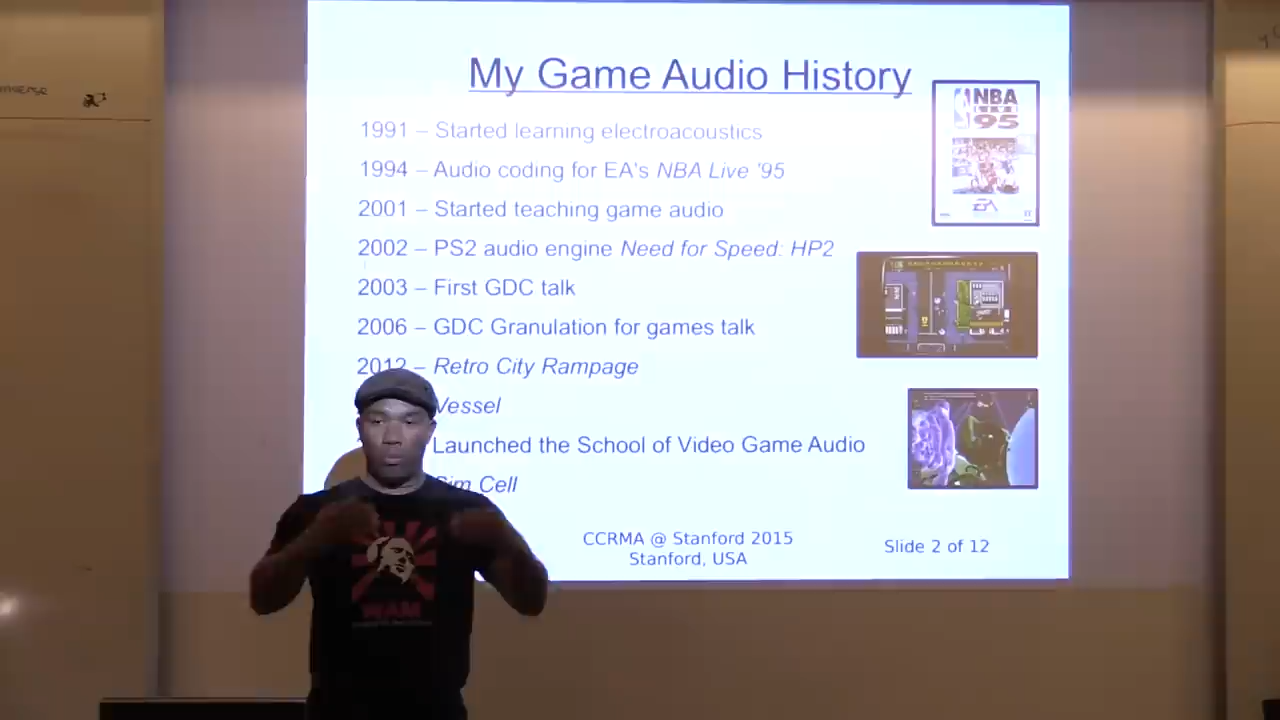 My Game Audio History
1991 – Started learning electroacoustics
1994 – Audio coding for EA's NBA Live '95
2001 – Started teaching game audio
2002 – PS2 audio engine Need for Speed: HP2
2003 – First GDC talk
2006 – GDC Granulation for games talk
2012 – Retro City Rampage
Vessel
Launched the School of Video Game Audio
Sim Cell
CCRMA @ Stanford 2015
Stanford, USA
Slide 2 of 12
NBA
95
EA